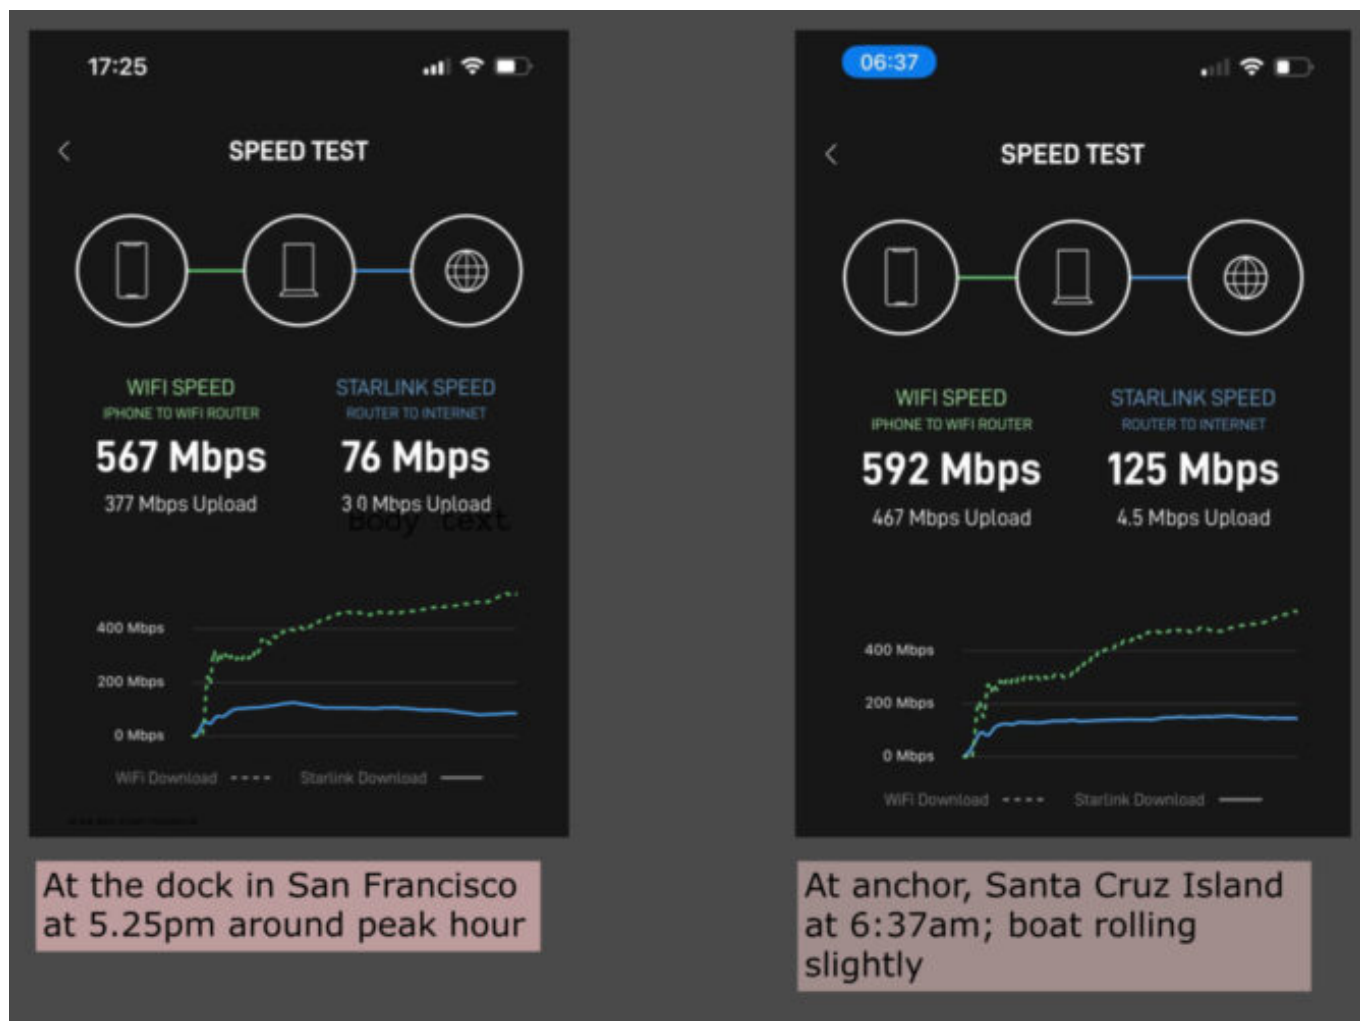 17:25
SPEED TEST
WIFI SPEED
IPHONE TO WIFI ROUTER
567 Mbps
377 Mbps Upload
STARLINK SPEED
ROUTER TO INTERNET
76 Mbps
3.0 Mbps Upload
Body text
400 Mbps
200 Mbps
0 Mbps
WiFi Download
Starlink Download
At the dock in San Francisco
at 5.25pm around peak hour
06:37
SPEED TEST
WIFI SPEED
IPHONE TO WIFI ROUTER
592 Mbps
467 Mbps Upload
STARLINK SPEED
ROUTER TO INTERNET
125 Mbps
4.5 Mbps Upload
400 Mbps
200 Mbps
0 Mbps
WiFi Download
Starlink Download
At anchor, Santa Cruz Island
at 6:37am; boat rolling
slightly